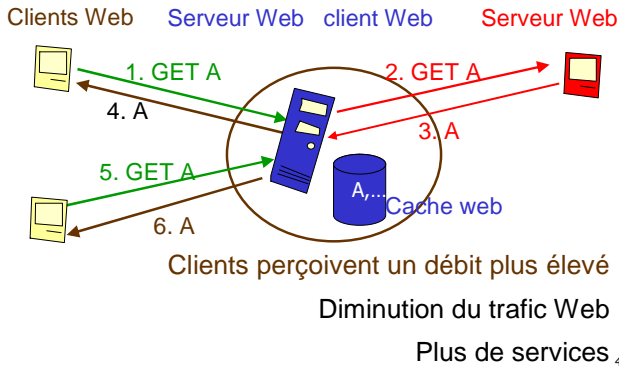 Clients Web Serveur Web client Web Serveur Web
1. GET A
2. GET A
4. A
3. A
5. GET A
A,...
Cache web
6. A
Clients perçoivent un débit plus élevé
Diminution du trafic Web
Plus de services 4